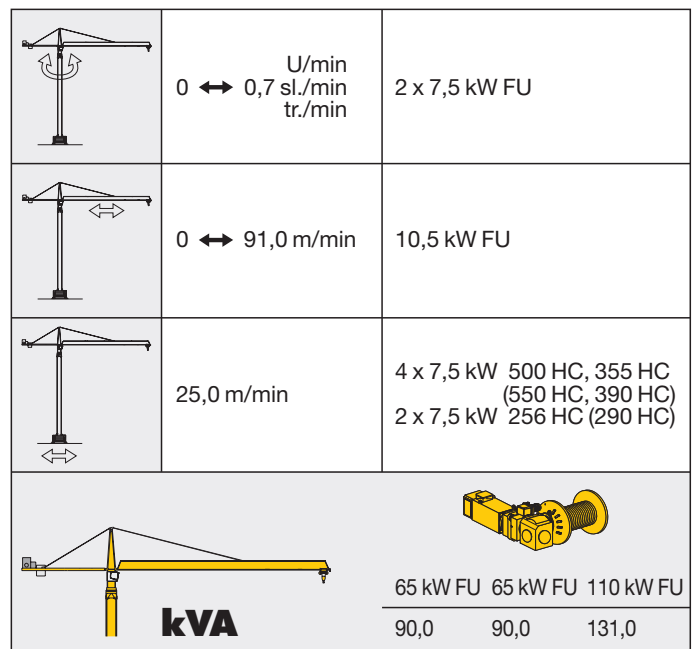 U/min
0 ↔ 0,7 sl./min
tr./min
2 x 7,5 kW FU
0 ↔ 91,0 m/min
10,5 kW FU
25,0 m/min
4 x 7,5 kW 500 HC, 355 HC
(550 HC, 390 HC)
2 x 7,5 kW 256 HC (290 HC)
kVA
65 kW FU 65 kW FU 110 kW FU
90,0 90,0 131,0